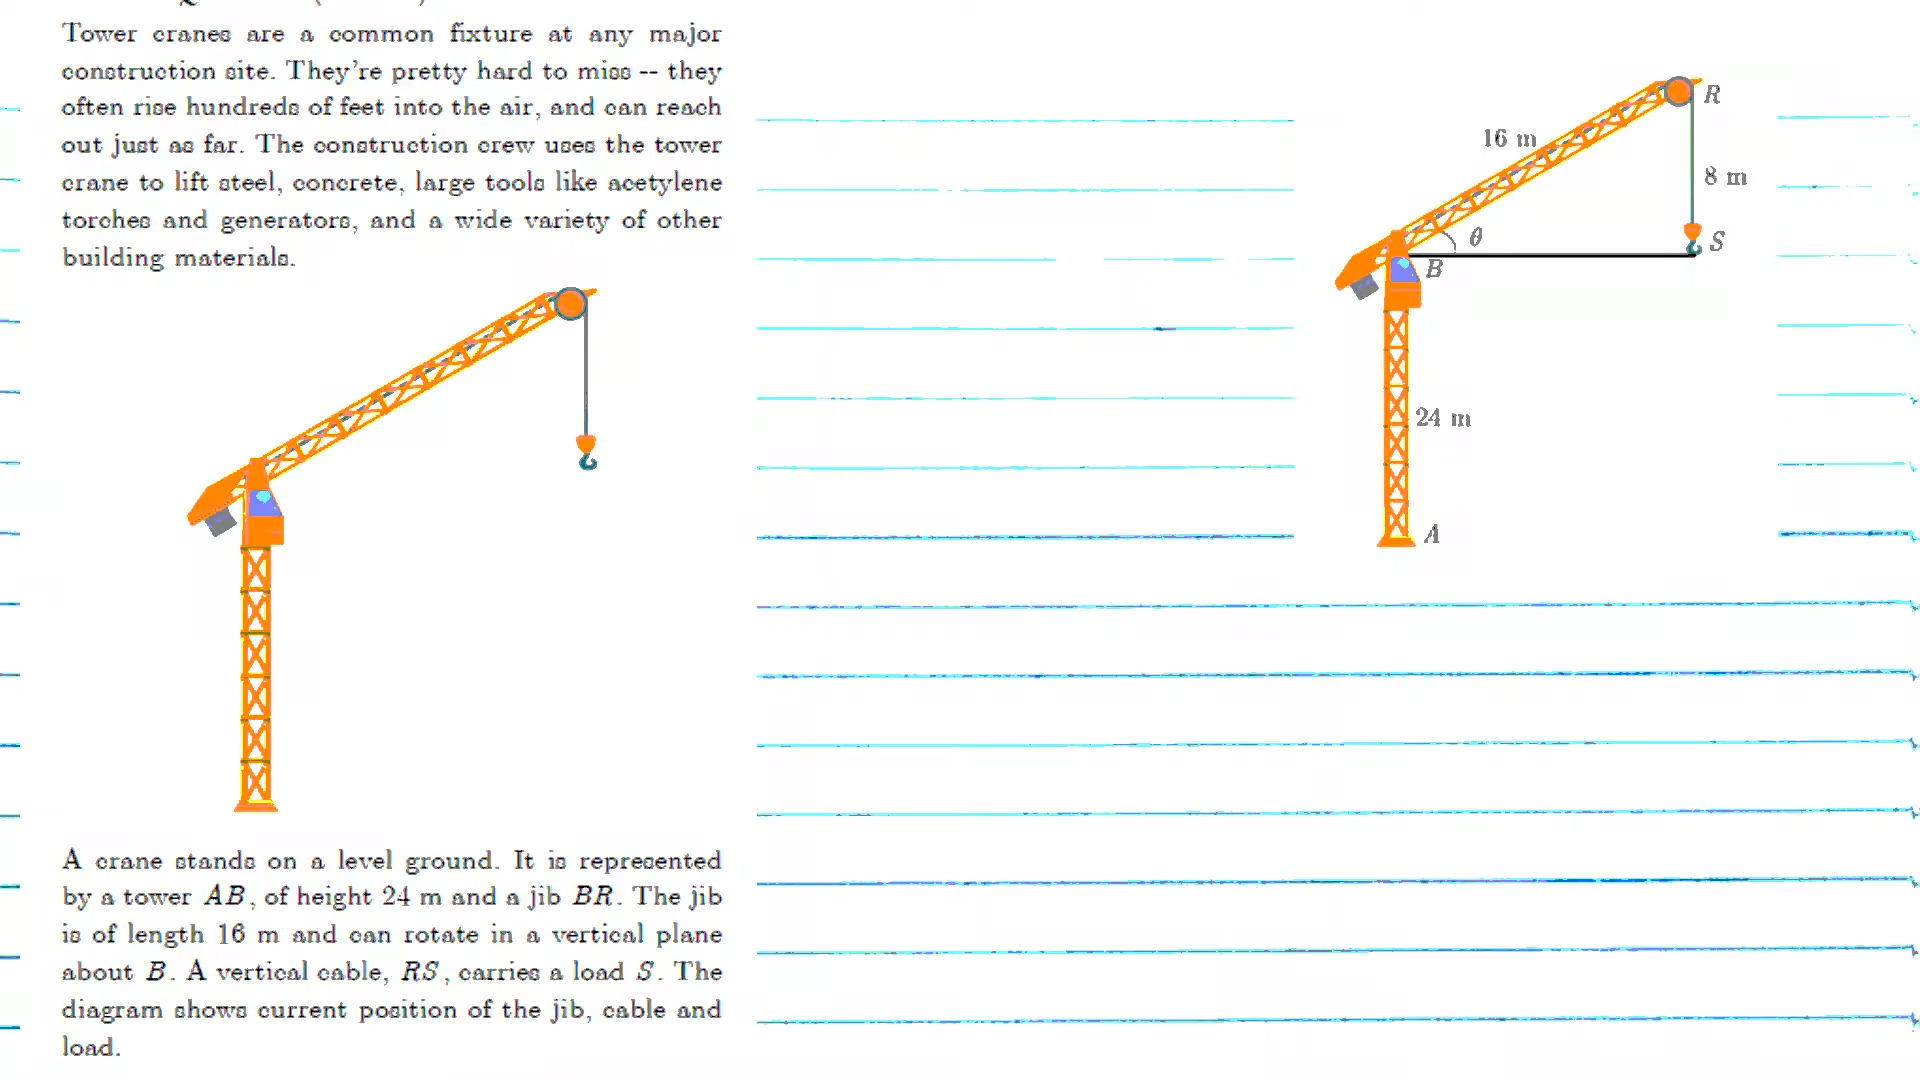 Tower cranes are a common fixture at any major
construction site. They're pretty hard to miss -- they
often rise hundreds of feet into the air, and can reach
out just as far. The construction crew uses the tower
crane to lift steel, concrete, large tools like acetylene
torches and generators, and a wide variety of other
building materials.
A crane stands on a level ground. It is represented
by a tower AB, of height 24 m and a jib BR. The jib
is of length 16 m and can rotate in a vertical plane
about B. A vertical cable, RS, carries a load S. The
diagram shows current position of the jib, cable and
load.
R
16 m
8 m
θ
S
B
24 m
A